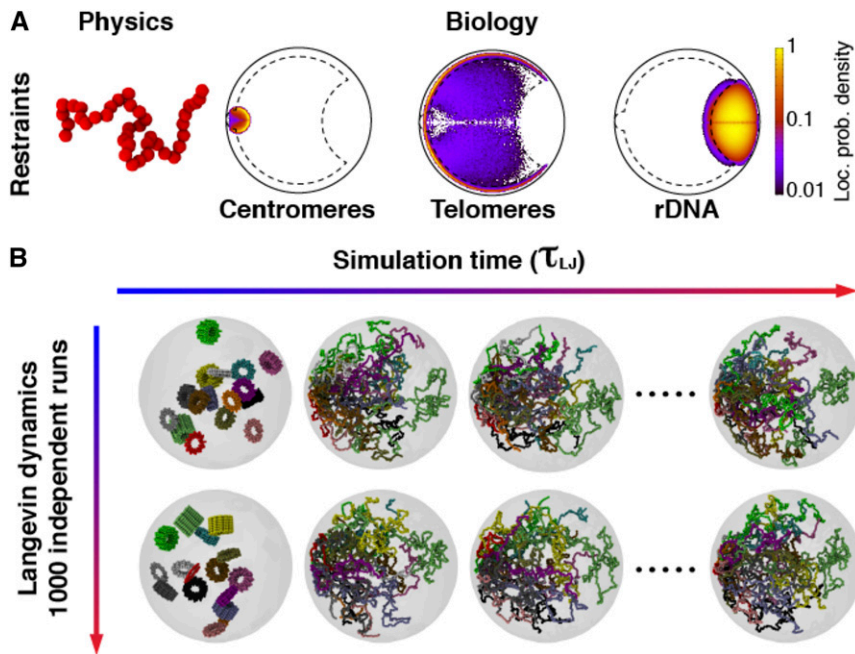 A
Physics
Biology
Restraints
Centromeres
Telomeres
rDNA
1
0.1
0.01
Loc. prob. density
B
Simulation time (τLJ)
Langevin dynamics
1000 independent runs